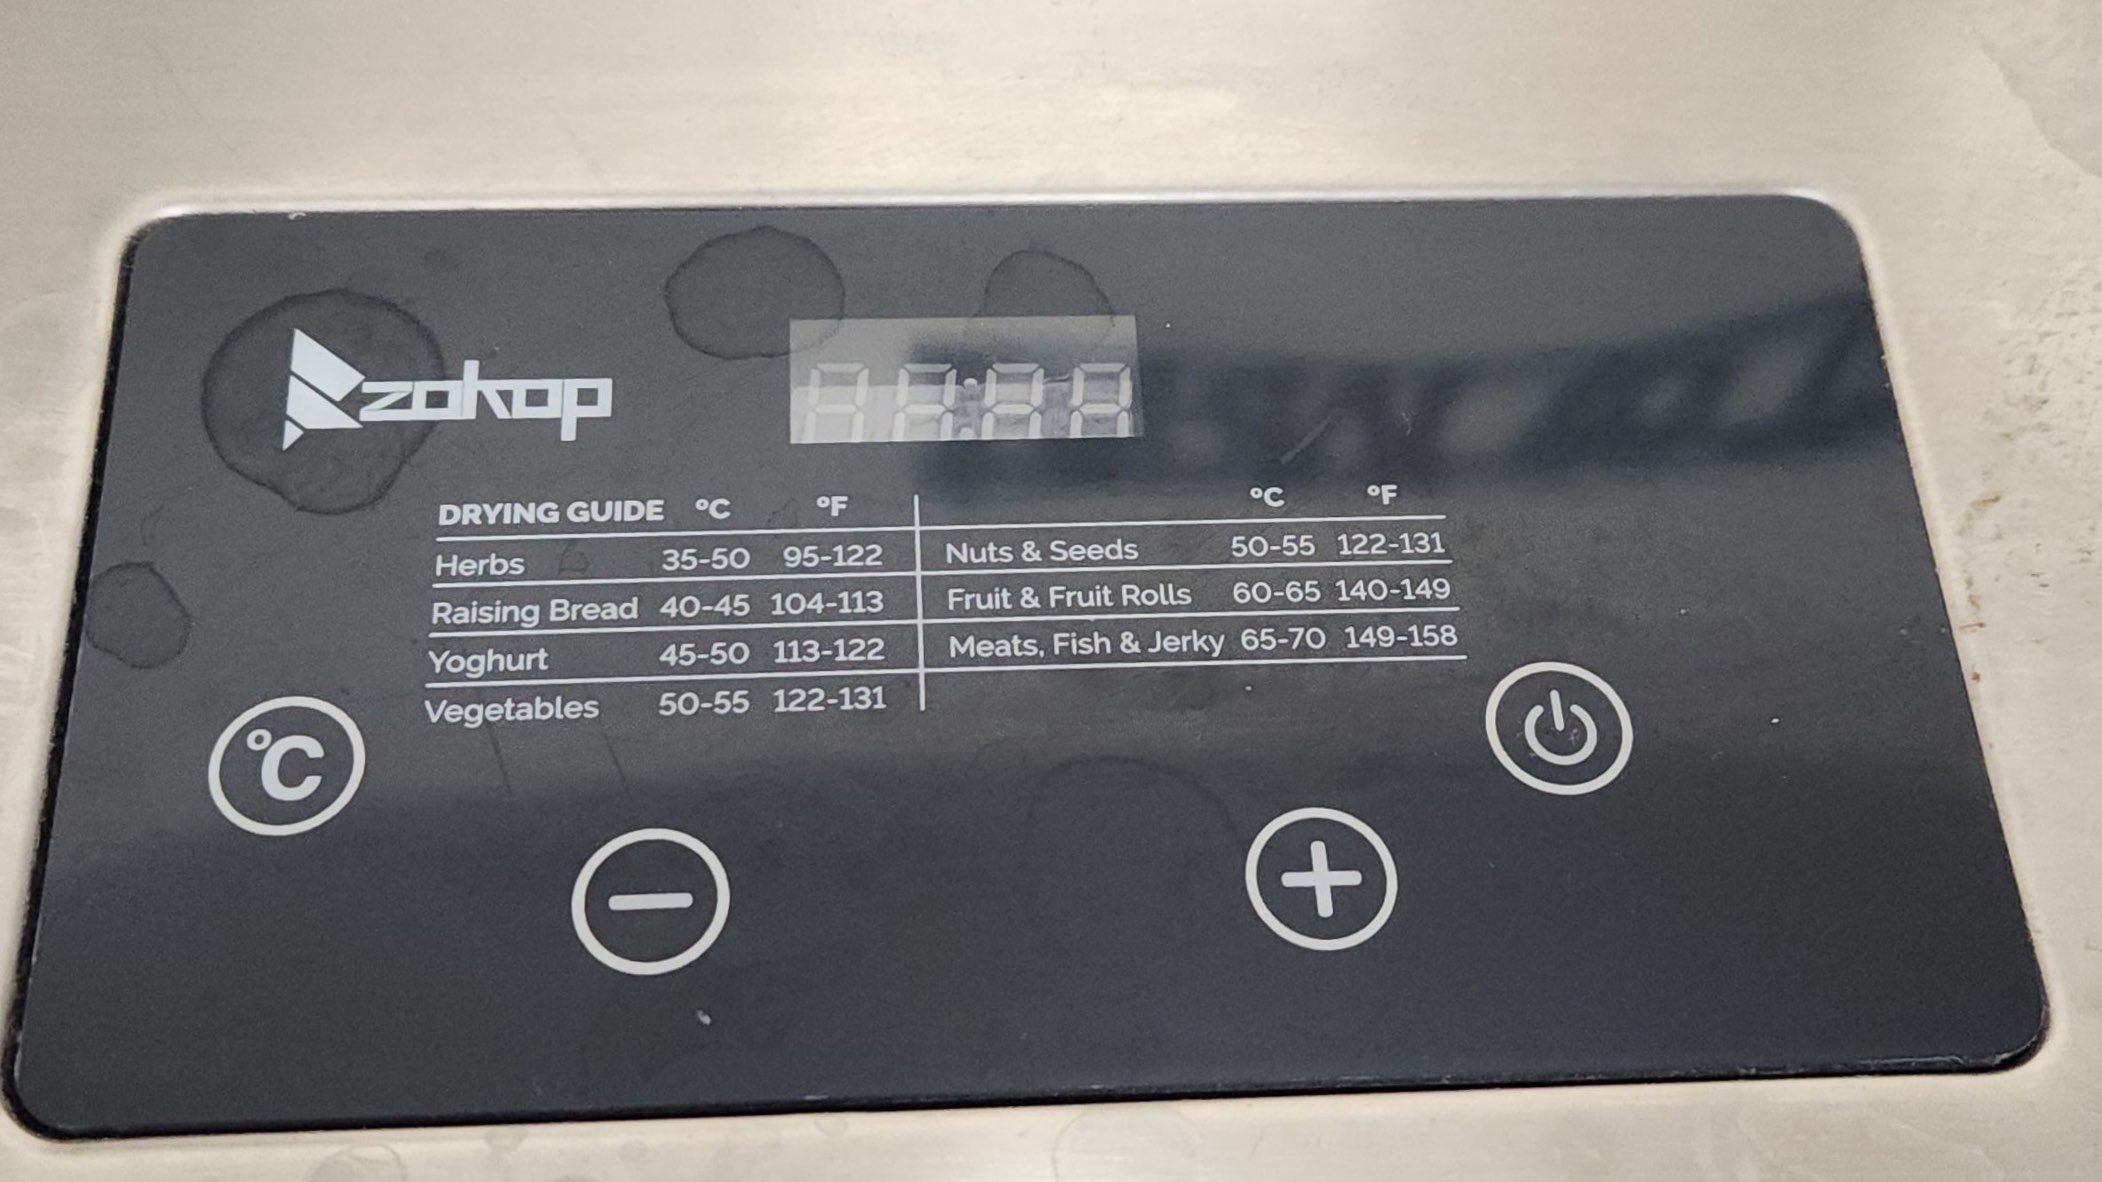 zokop
DRYING GUIDE °C °F
Herbs 35-50 95-122
Raising Bread 40-45 104-113
Yoghurt 45-50 113-122
Vegetables 50-55 122-131
°C °F
Nuts & Seeds 50-55 122-131
Fruit & Fruit Rolls 60-65 140-149
Meats, Fish & Jerky 65-70 149-158
°C